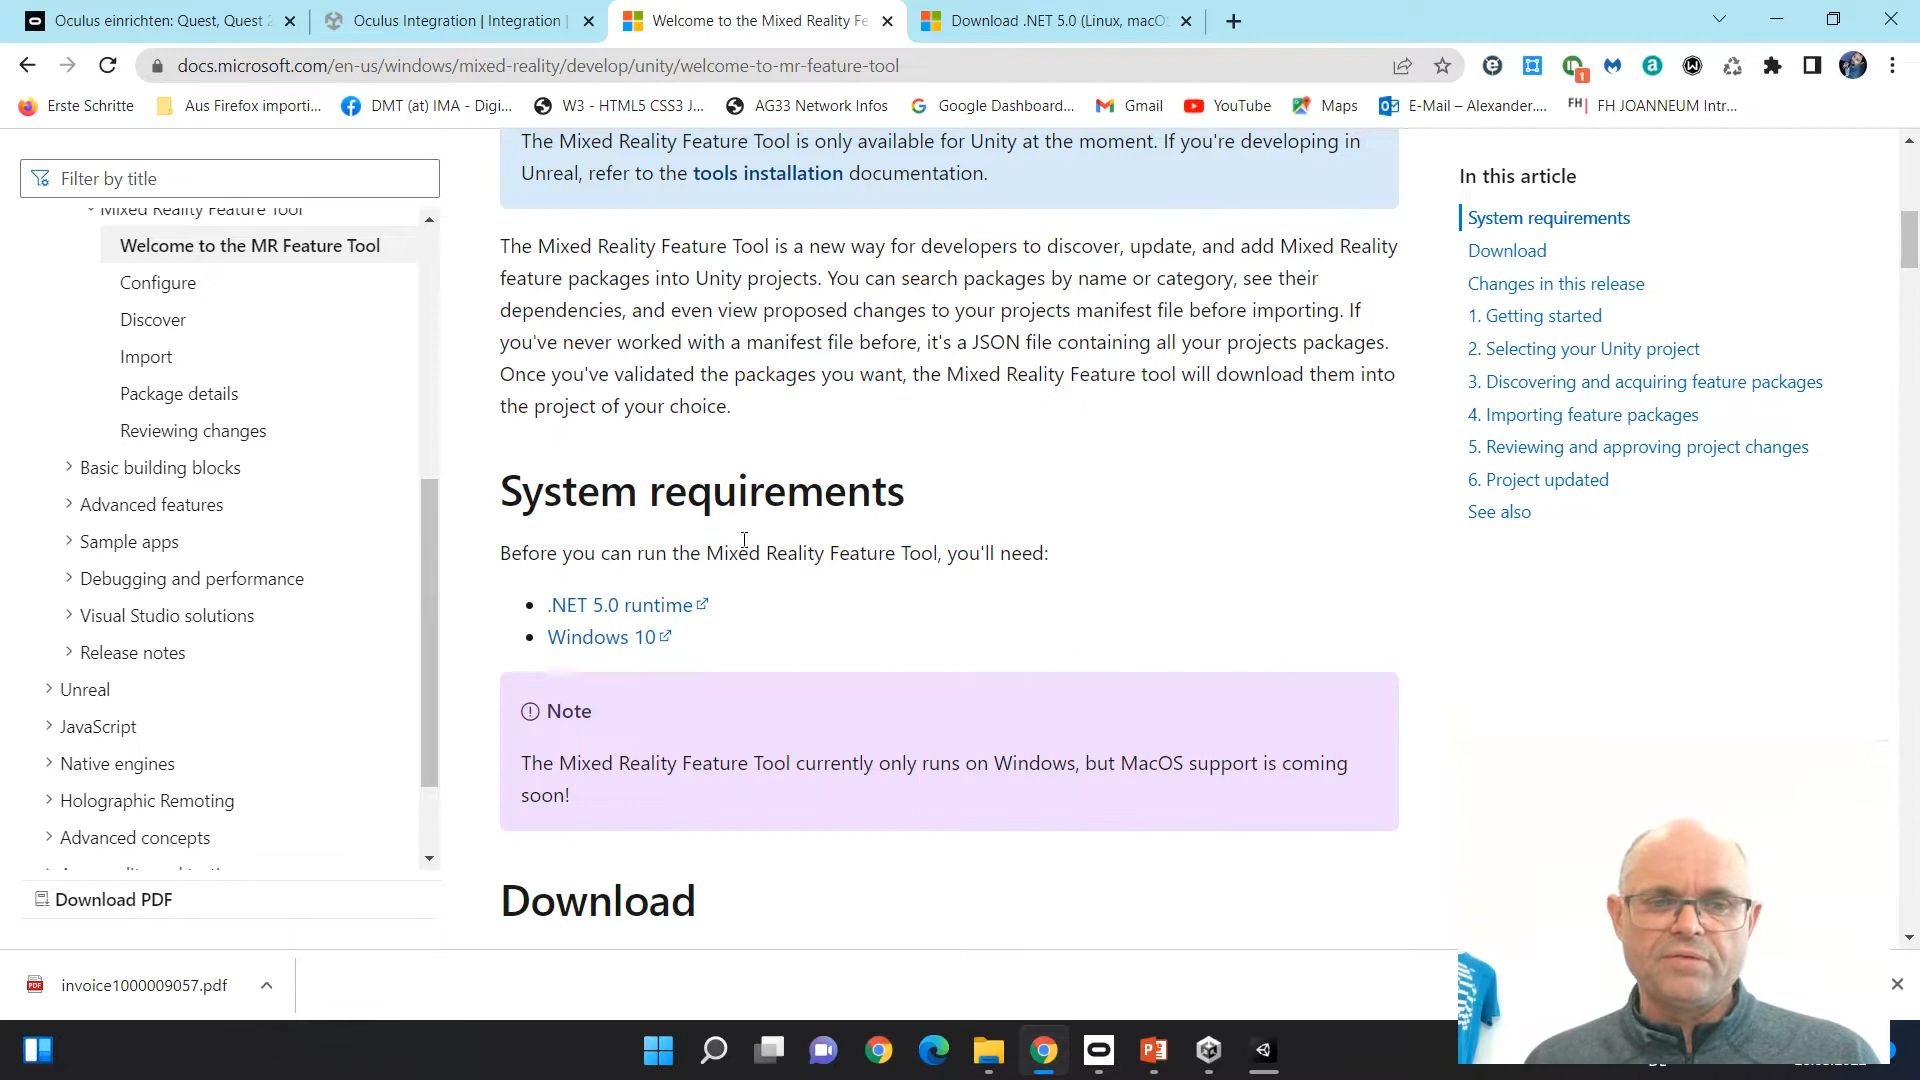 Oculus einrichten: Quest, Quest 2
Oculus Integration | Integration |
Welcome to the Mixed Reality Fe
Download .NET 5.0 (Linux, macO
docs.microsoft.com/en-us/windows/mixed-reality/develop/unity/welcome-to-mr-feature-tool
1
Erste Schritte
Aus Firefox importi...
DMT (at) IMA - Digi...
W3 - HTML5 CSS3 J...
AG33 Network Infos
Google Dashboard...
Gmail
YouTube
Maps
E-Mail – Alexander....
FH JOANNEUM Intr...
Filter by title
Mixed Reality Feature Tool
Welcome to the MR Feature Tool
Configure
Discover
Import
Package details
Reviewing changes
Basic building blocks
Advanced features
Sample apps
Debugging and performance
Visual Studio solutions
Release notes
Unreal
JavaScript
Native engines
Holographic Remoting
Advanced concepts
Download PDF
The Mixed Reality Feature Tool is only available for Unity at the moment. If you're developing in
Unreal, refer to the tools installation documentation.
The Mixed Reality Feature Tool is a new way for developers to discover, update, and add Mixed Reality
feature packages into Unity projects. You can search packages by name or category, see their
dependencies, and even view proposed changes to your projects manifest file before importing. If
you've never worked with a manifest file before, it's a JSON file containing all your projects packages.
Once you've validated the packages you want, the Mixed Reality Feature tool will download them into
the project of your choice.
System requirements
Before you can run the Mixed Reality Feature Tool, you'll need:
• .NET 5.0 runtime
• Windows 10
Note
The Mixed Reality Feature Tool currently only runs on Windows, but MacOS support is coming
soon!
Download
In this article
System requirements
Download
Changes in this release
1. Getting started
2. Selecting your Unity project
3. Discovering and acquiring feature packages
4. Importing feature packages
5. Reviewing and approving project changes
6. Project updated
See also
PDF
invoice1000009057.pdf